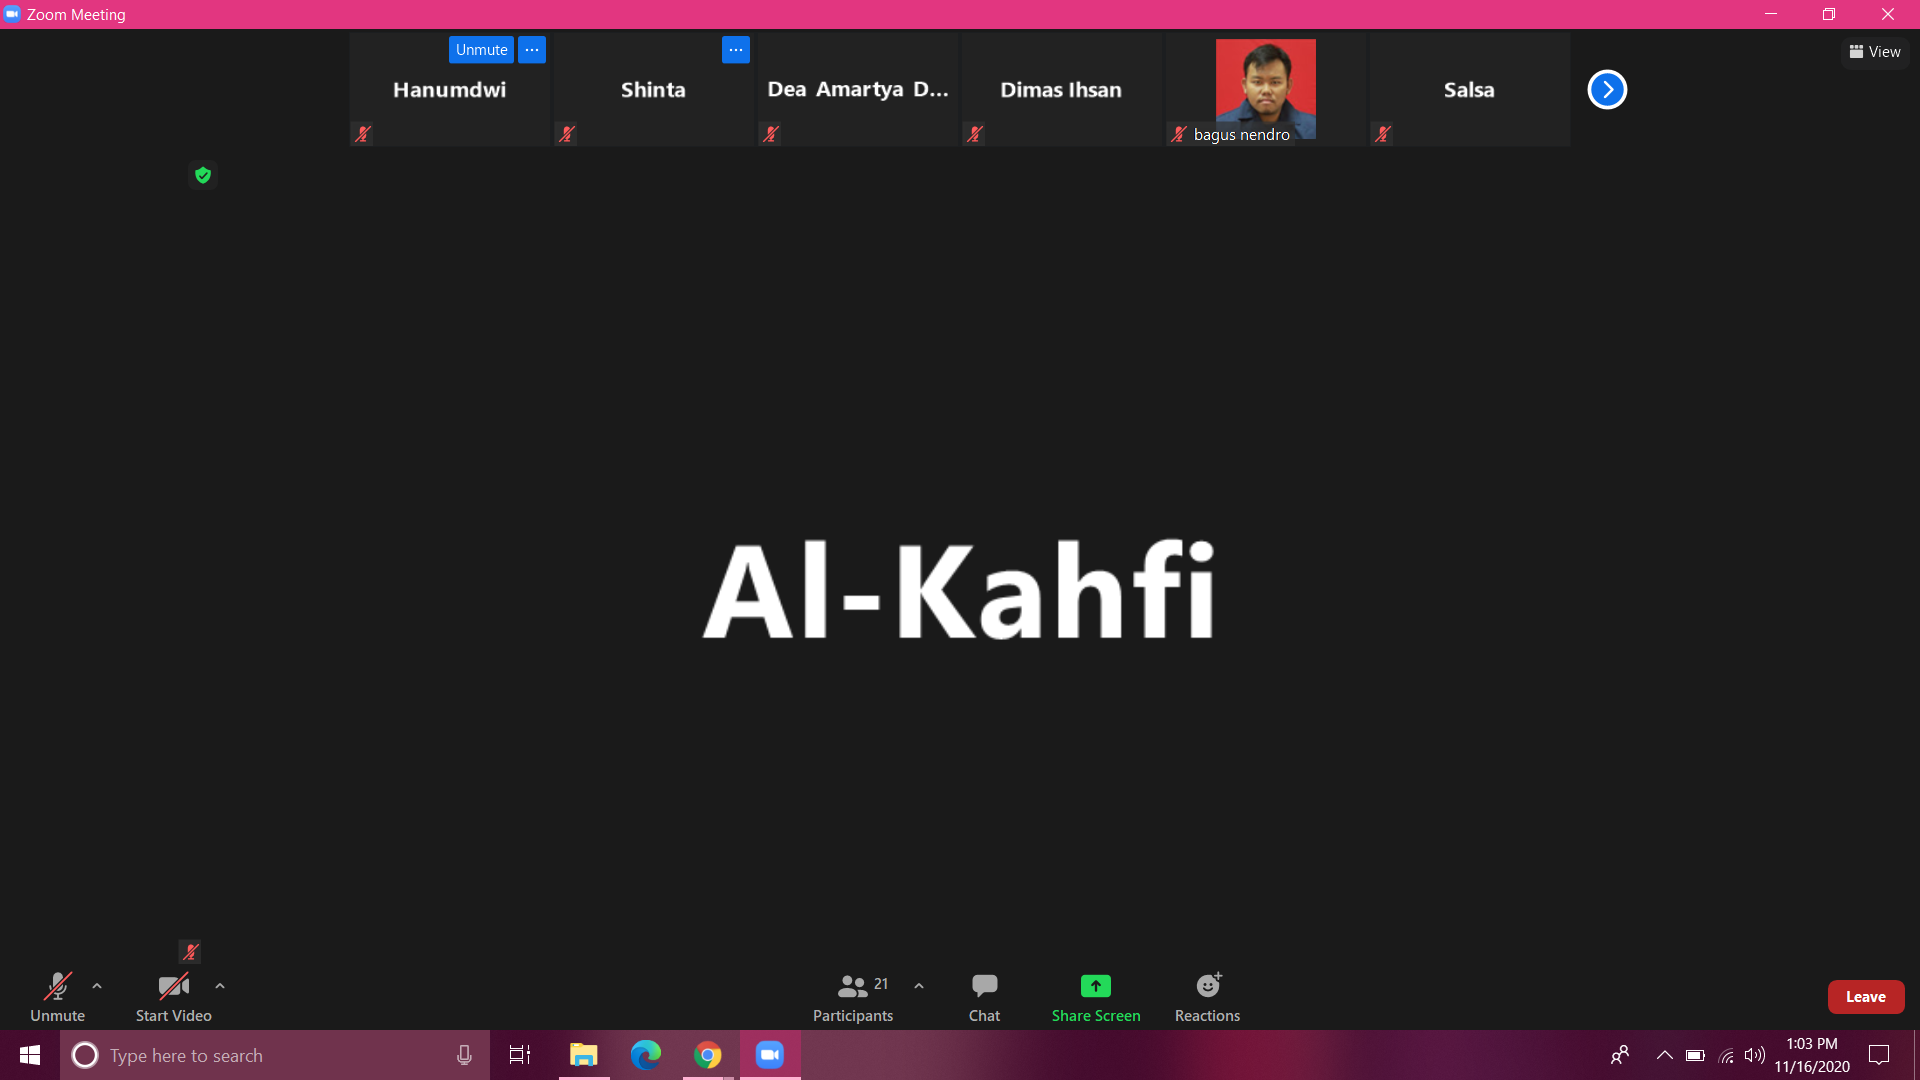 Zoom Meeting
Unmute ...
...
View
Hanumdwi
Shinta
Dea Amartya D...
Dimas Ihsan
bagus nendro
Salsa
Al-Kahfi
Unmute
Start Video
21
Participants
Chat
Share Screen
Reactions
Leave
Type here to search
1:03 PM
11/16/2020